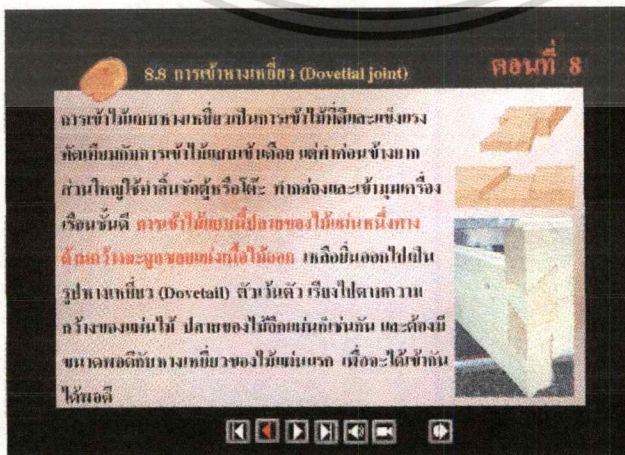 8.8 การเข้าหางเหยี่ยว (Dovetial joint)
ตอนที่ 8
การเข้าไม้แบบหางเหยี่ยวเป็นการเข้าไม้ที่ดีและแข็งแรง
ทัดเทียมกับการเข้าไม้แบบเข้าเดือย แต่ทำค่อนข้างยาก
ส่วนใหญ่ใช้ทำลิ้นชักตู้หรือโต๊ะ ทำกล่องและเข้ามุมเครื่อง
เรือนชั้นดี การเข้าไม้แบบนี้ปลายของไม้แผ่นหนึ่งทาง
ด้านกว้างจะถูกซอยแบ่งเนื้อไม้ออก เหลือยื่นออกไปเป็น
รูปหางเหยี่ยว (Dovetail) ตัวเว้นตัว เรียงไปตามความ
กว้างของแผ่นไม้ ปลายของไม้อีกแผ่นก็เช่นกัน และต้องมี
ขนาดพอดีกับหางเหยี่ยวของไม้แผ่นแรก เพื่อจะได้เข้ากัน
ได้พอดี